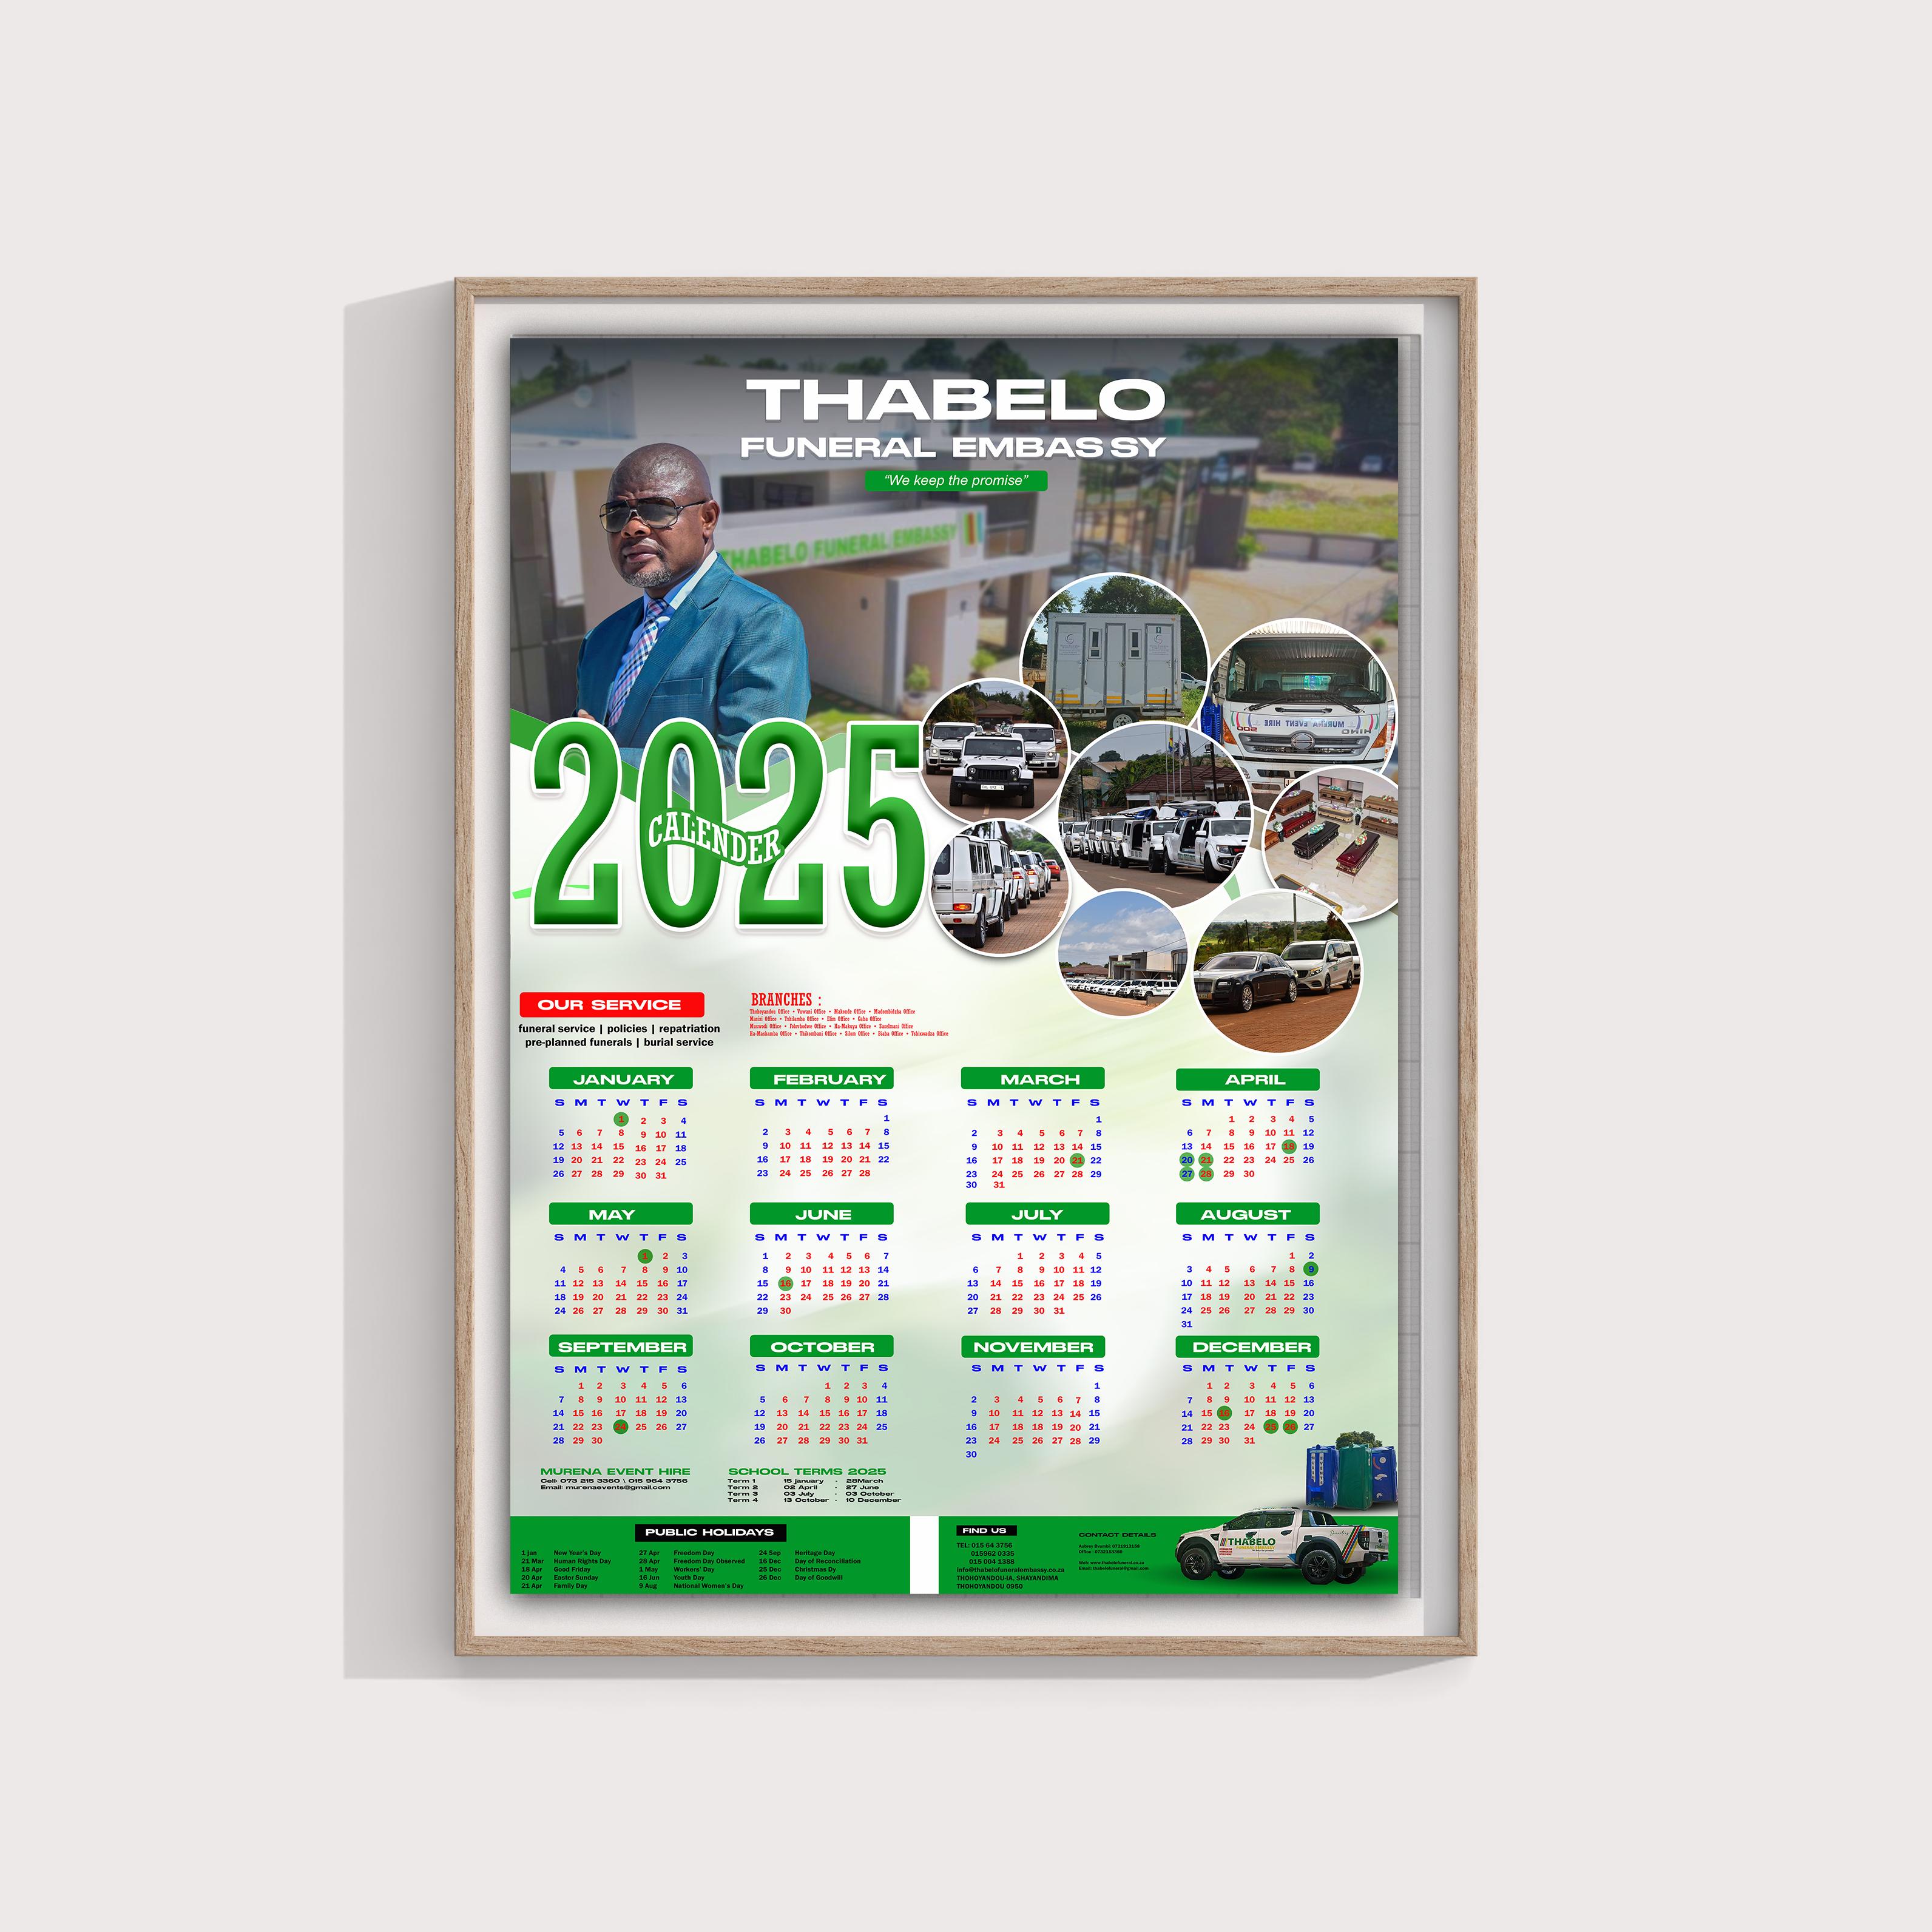 THABELO
FUNERAL EMBASSY
“We keep the promise”
THABELO FUNERAL EMBASSY
MURENA EVENT HIRE
500
HINO
2025
CALENDER
OUR SERVICE
funeral service | policies | repatriation
pre-planned funerals | burial service
BRANCHES :
JANUARY
S M T W T F S
1 2 3 4
5 6 7 8 9 10 11
12 13 14 15 16 17 18
19 20 21 22 23 24 25
26 27 28 29 30 31
FEBRUARY
S M T W T F S
1
2 3 4 5 6 7 8
9 10 11 12 13 14 15
16 17 18 19 20 21 22
23 24 25 26 27 28
MARCH
S M T W T F S
1
2 3 4 5 6 7 8
9 10 11 12 13 14 15
16 17 18 19 20 21 22
23 24 25 26 27 28 29
30 31
APRIL
S M T W T F S
1 2 3 4 5
6 7 8 9 10 11 12
13 14 15 16 17 18 19
20 21 22 23 24 25 26
27 28 29 30
MAY
S M T W T F S
1 2 3
4 5 6 7 8 9 10
11 12 13 14 15 16 17
18 19 20 21 22 23 24
24 26 27 28 29 30 31
JUNE
S M T W T F S
1 2 3 4 5 6 7
8 9 10 11 12 13 14
15 16 17 18 19 20 21
22 23 24 25 26 27 28
29 30
JULY
S M T W T F S
1 2 3 4 5
6 7 8 9 10 11 12
13 14 15 16 17 18 19
20 21 22 23 24 25 26
27 28 29 30 31
AUGUST
S M T W T F S
1 2
3 4 5 6 7 8 9
10 11 12 13 14 15 16
17 18 19 20 21 22 23
24 25 26 27 28 29 30
31
SEPTEMBER
S M T W T F S
1 2 3 4 5 6
7 8 9 10 11 12 13
14 15 16 17 18 19 20
21 22 23 24 25 26 27
28 29 30
OCTOBER
S M T W T F S
1 2 3 4
5 6 7 8 9 10 11
12 13 14 15 16 17 18
19 20 21 22 23 24 25
26 27 28 29 30 31
NOVEMBER
S M T W T F S
1
2 3 4 5 6 7 8
9 10 11 12 13 14 15
16 17 18 18 19 20 21
23 24 25 26 27 28 29
30
DECEMBER
S M T W T F S
1 2 3 4 5 6
7 8 9 10 11 12 13
14 15 16 17 18 19 20
21 22 23 24 25 26 27
28 29 30 31
MURENA EVENT HIRE
Cell: 073 215 3360 \ 015 964 3756
Email: murenaevents@gmail.com
SCHOOL TERMS 2025
Term 1 15 january - 28March
Term 2 02 April - 27 June
Term 3 03 July - 03 October
Term 4 13 October - 10 December
PUBLIC HOLIDAYS
1 jan New Year's Day
21 Mar Human Rights Day
18 Apr Good Friday
20 Apr Easter Sunday
21 Apr Family Day
27 Apr Freedom Day
28 Apr Freedom Day Observed
1 May Workers' Day
16 Jun Youth Day
9 Aug National Women's Day
24 Sep Heritage Day
16 Dec Day of Reconciliation
25 Dec Christmas Dy
26 Dec Day of Goodwill
FIND US
TEL: 015 64 3756
015962 0335
015 004 1388
info@thabelofuneralembassy.co.za
THOHOYANDOU-IA, SHAYANDIMA
THOHOYANDOU 0950
CONTACT DETAILS
THABELO